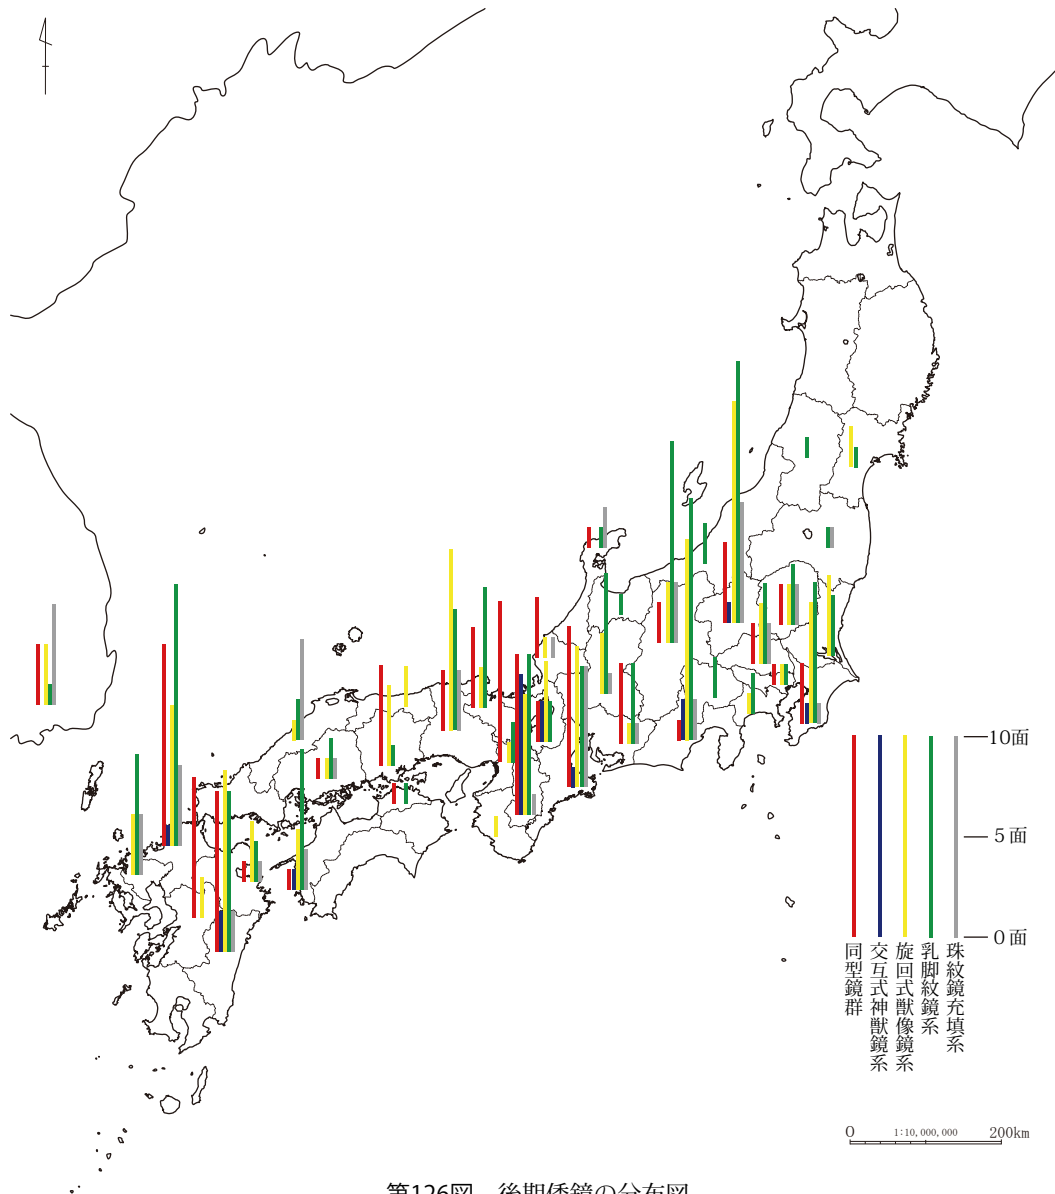 10面
5面
0面
同型鏡群
交互式神獣鏡系
旋回式獣像鏡系
乳脚紋鏡系
珠紋鏡充填系
0 1:10,000,000 200km
第126図 後期倭鏡の分布図